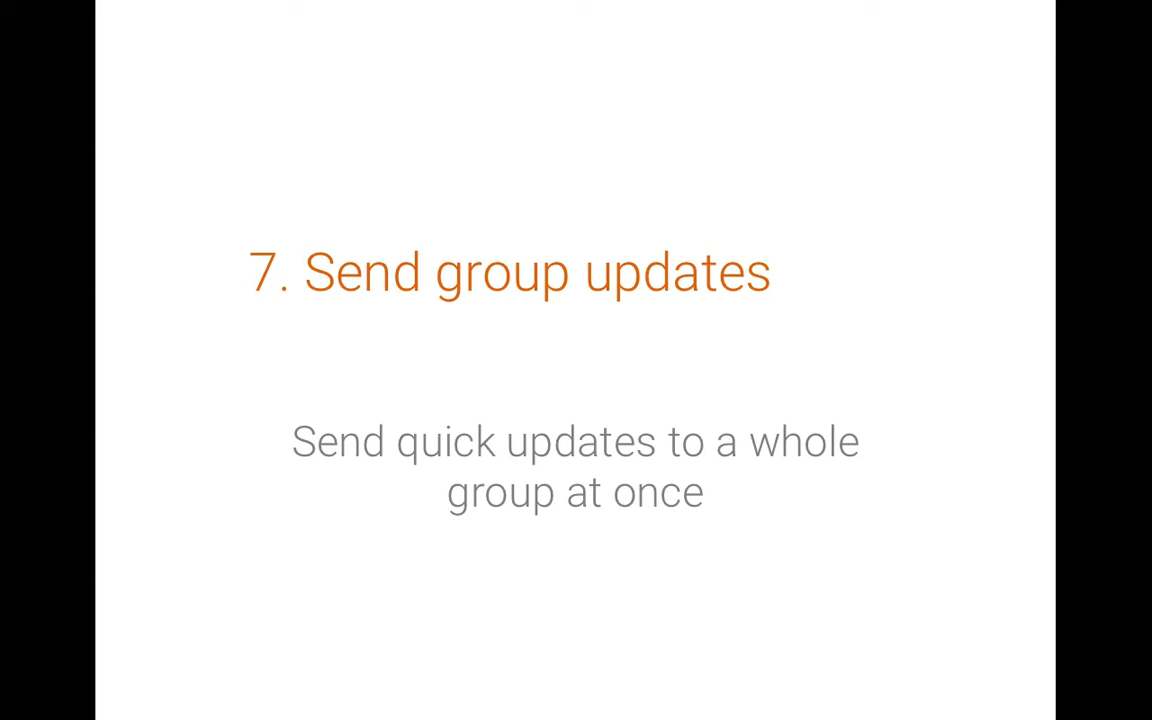 7. Send group updates
Send quick updates to a whole
group at once